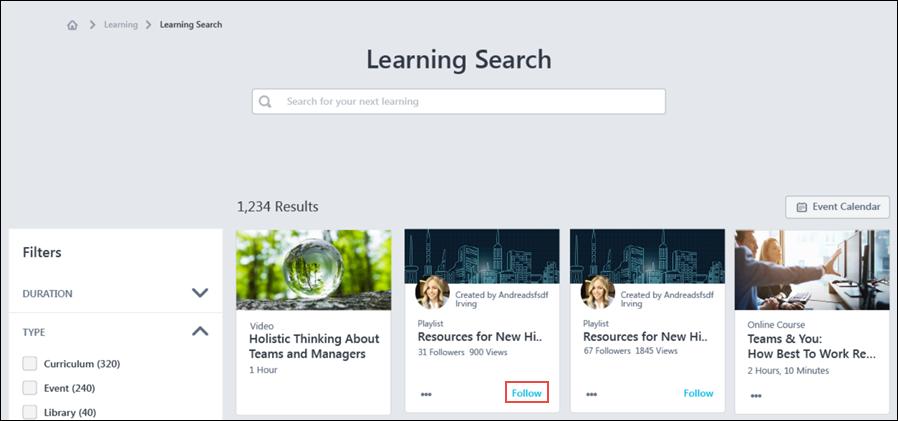 Learning
Learning Search
Learning Search
Search for your next learning
1,234 Results
Event Calendar
Filters
DURATION
TYPE
Curriculum (320)
Event (240)
Library (40)
Video
Holistic Thinking About
Teams and Managers
1 Hour
Created by Andreadsfsdf
Irving
Playlist
Resources for New Hi..
31 Followers 900 Views
•••
Follow
Created by Andreadsfsdf
Irving
Playlist
Resources for New Hi..
67 Followers 1845 Views
•••
Follow
Online Course
Teams & You:
How Best To Work Re...
2 Hours, 10 Minutes
•••